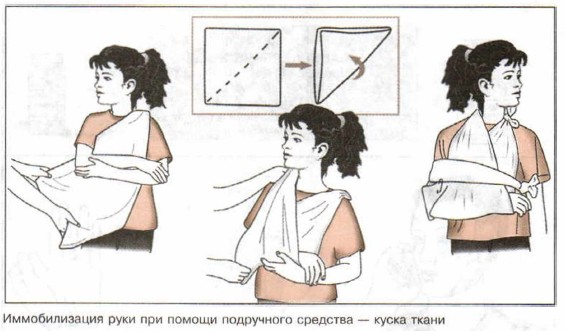 Иммобилизация руки при помощи подручного средства — куска ткани